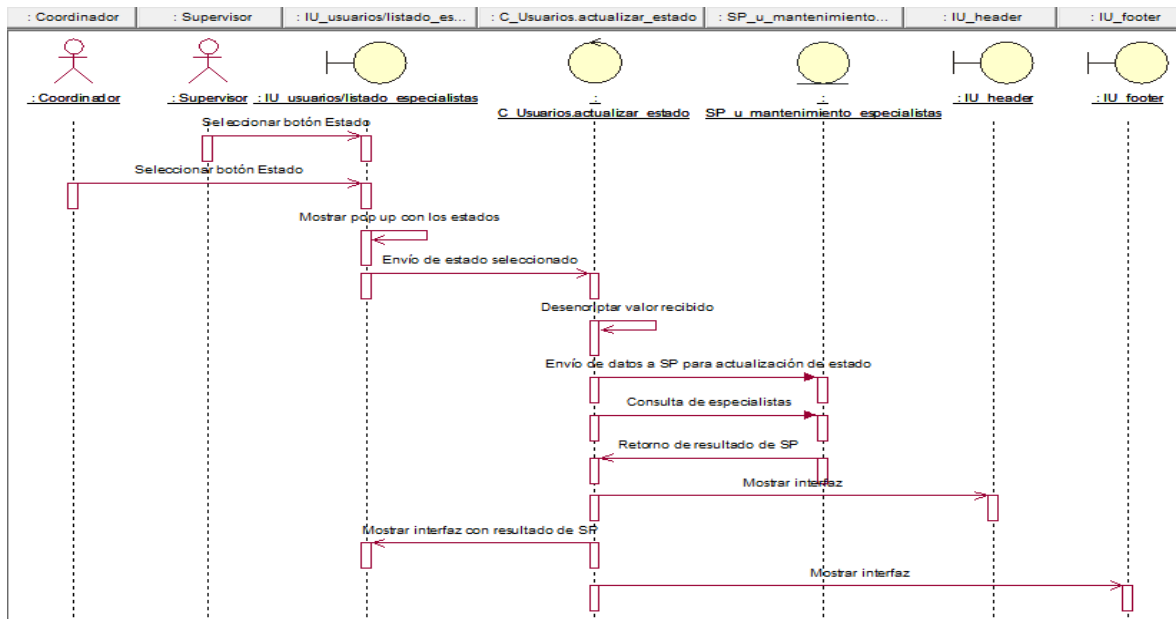 : Coordinador
: Supervisor
: IU_usuarios/listado_es...
: C_Usuarios.actualizar_estado
: SP_u_mantenimiento...
: IU_header
: IU_footer
: Coordinador
: Supervisor
: IU_usuarios/listado_especialistas
:
C_Usuarios.actualizar_estado
:
SP_u_mantenimiento_especialistas
: IU_header
: IU_footer
Seleccionar botón Estado
Seleccionar botón Estado
Mostrar pop up con los estados
Envío de estado seleccionado
Desencriptar valor recibido
Envío de datos a SP para actualización de estado
Consulta de especialistas
Retorno de resultado de SP
Mostrar interfaz
Mostrar interfaz con resultado de SP
Mostrar interfaz